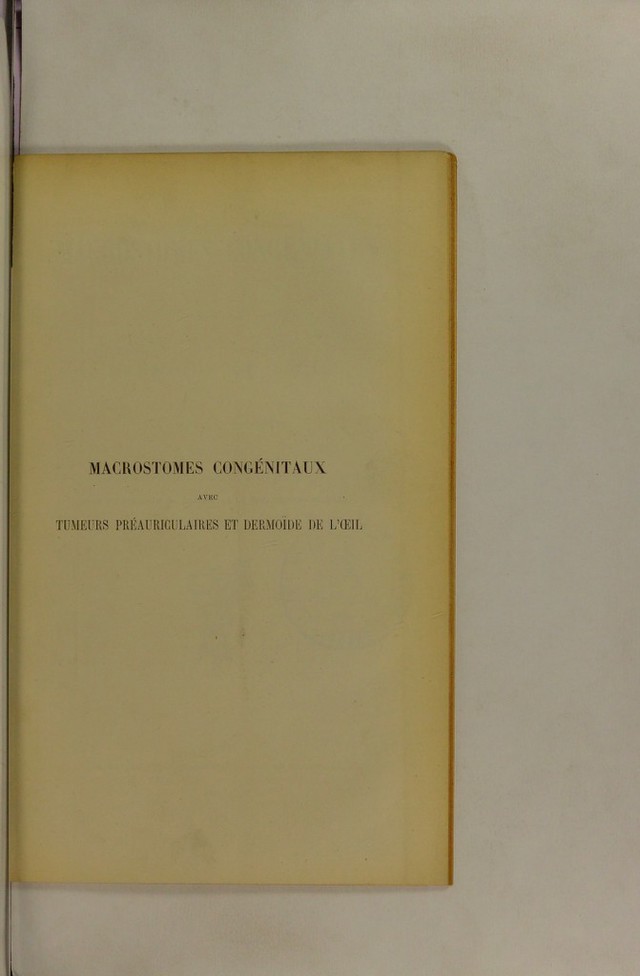 MACROSTOMES CONGÉNITAUX
AVEC
TUMEURS PRÉAURICULAIRES ET DERMOÏDE DE L'ŒIL